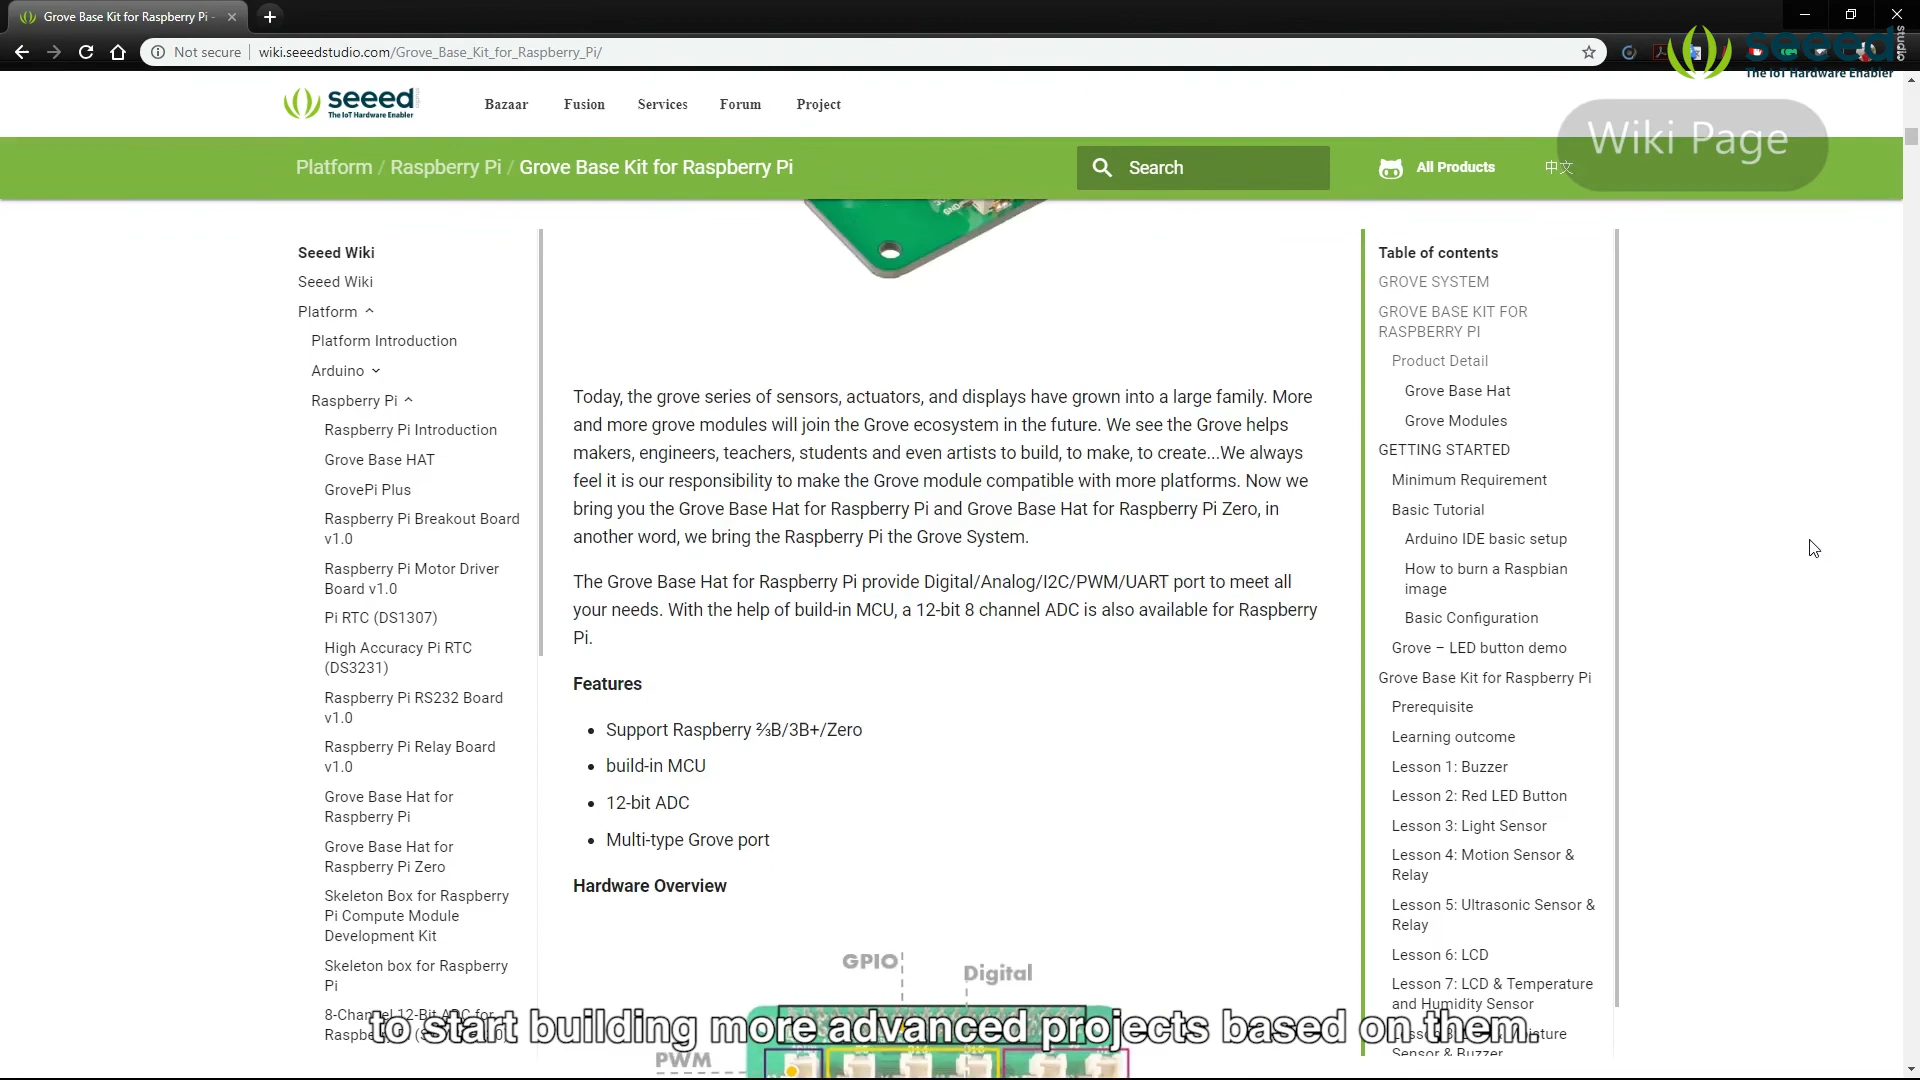 Grove Base Kit for Raspberry Pi -
Not secure
wiki.seeedstudio.com/Grove_Base_Kit_for_Raspberry_Pi/
seeed
studio
The IoT Hardware Enabler
seeed
The IoT Hardware Enabler
Bazaar
Fusion
Services
Forum
Project
Wiki Page
Platform / Raspberry Pi / Grove Base Kit for Raspberry Pi
Search
All Products
中文
Seeed Wiki
Seeed Wiki
Platform
Platform Introduction
Arduino
Raspberry Pi
Raspberry Pi Introduction
Grove Base HAT
GrovePi Plus
Raspberry Pi Breakout Board
v1.0
Raspberry Pi Motor Driver
Board v1.0
Pi RTC (DS1307)
High Accuracy Pi RTC
(DS3231)
Raspberry Pi RS232 Board
v1.0
Raspberry Pi Relay Board
v1.0
Grove Base Hat for
Raspberry Pi
Grove Base Hat for
Raspberry Pi Zero
Skeleton Box for Raspberry
Pi Compute Module
Development Kit
Skeleton box for Raspberry
Pi
8-Channel 12-Bit ADC for
Today, the grove series of sensors, actuators, and displays have grown into a large family. More
and more grove modules will join the Grove ecosystem in the future. We see the Grove helps
makers, engineers, teachers, students and even artists to build, to make, to create...We always
feel it is our responsibility to make the Grove module compatible with more platforms. Now we
bring you the Grove Base Hat for Raspberry Pi and Grove Base Hat for Raspberry Pi Zero, in
another word, we bring the Raspberry Pi the Grove System.
The Grove Base Hat for Raspberry Pi provide Digital/Analog/I2C/PWM/UART port to meet all
your needs. With the help of build-in MCU, a 12-bit 8 channel ADC is also available for Raspberry
Pi.
Features
• Support Raspberry ⅔B/3B+/Zero
• build-in MCU
• 12-bit ADC
• Multi-type Grove port
Hardware Overview
GPIO
Digital
PWM
Table of contents
GROVE SYSTEM
GROVE BASE KIT FOR
RASPBERRY PI
Product Detail
Grove Base Hat
Grove Modules
GETTING STARTED
Minimum Requirement
Basic Tutorial
Arduino IDE basic setup
How to burn a Raspbian
image
Basic Configuration
Grove – LED button demo
Grove Base Kit for Raspberry Pi
Prerequisite
Learning outcome
Lesson 1: Buzzer
Lesson 2: Red LED Button
Lesson 3: Light Sensor
Lesson 4: Motion Sensor &
Relay
Lesson 5: Ultrasonic Sensor &
Relay
Lesson 6: LCD
Lesson 7: LCD & Temperature
and Humidity Sensor
Sensor & Buzzer
to start building more advanced projects based on them.